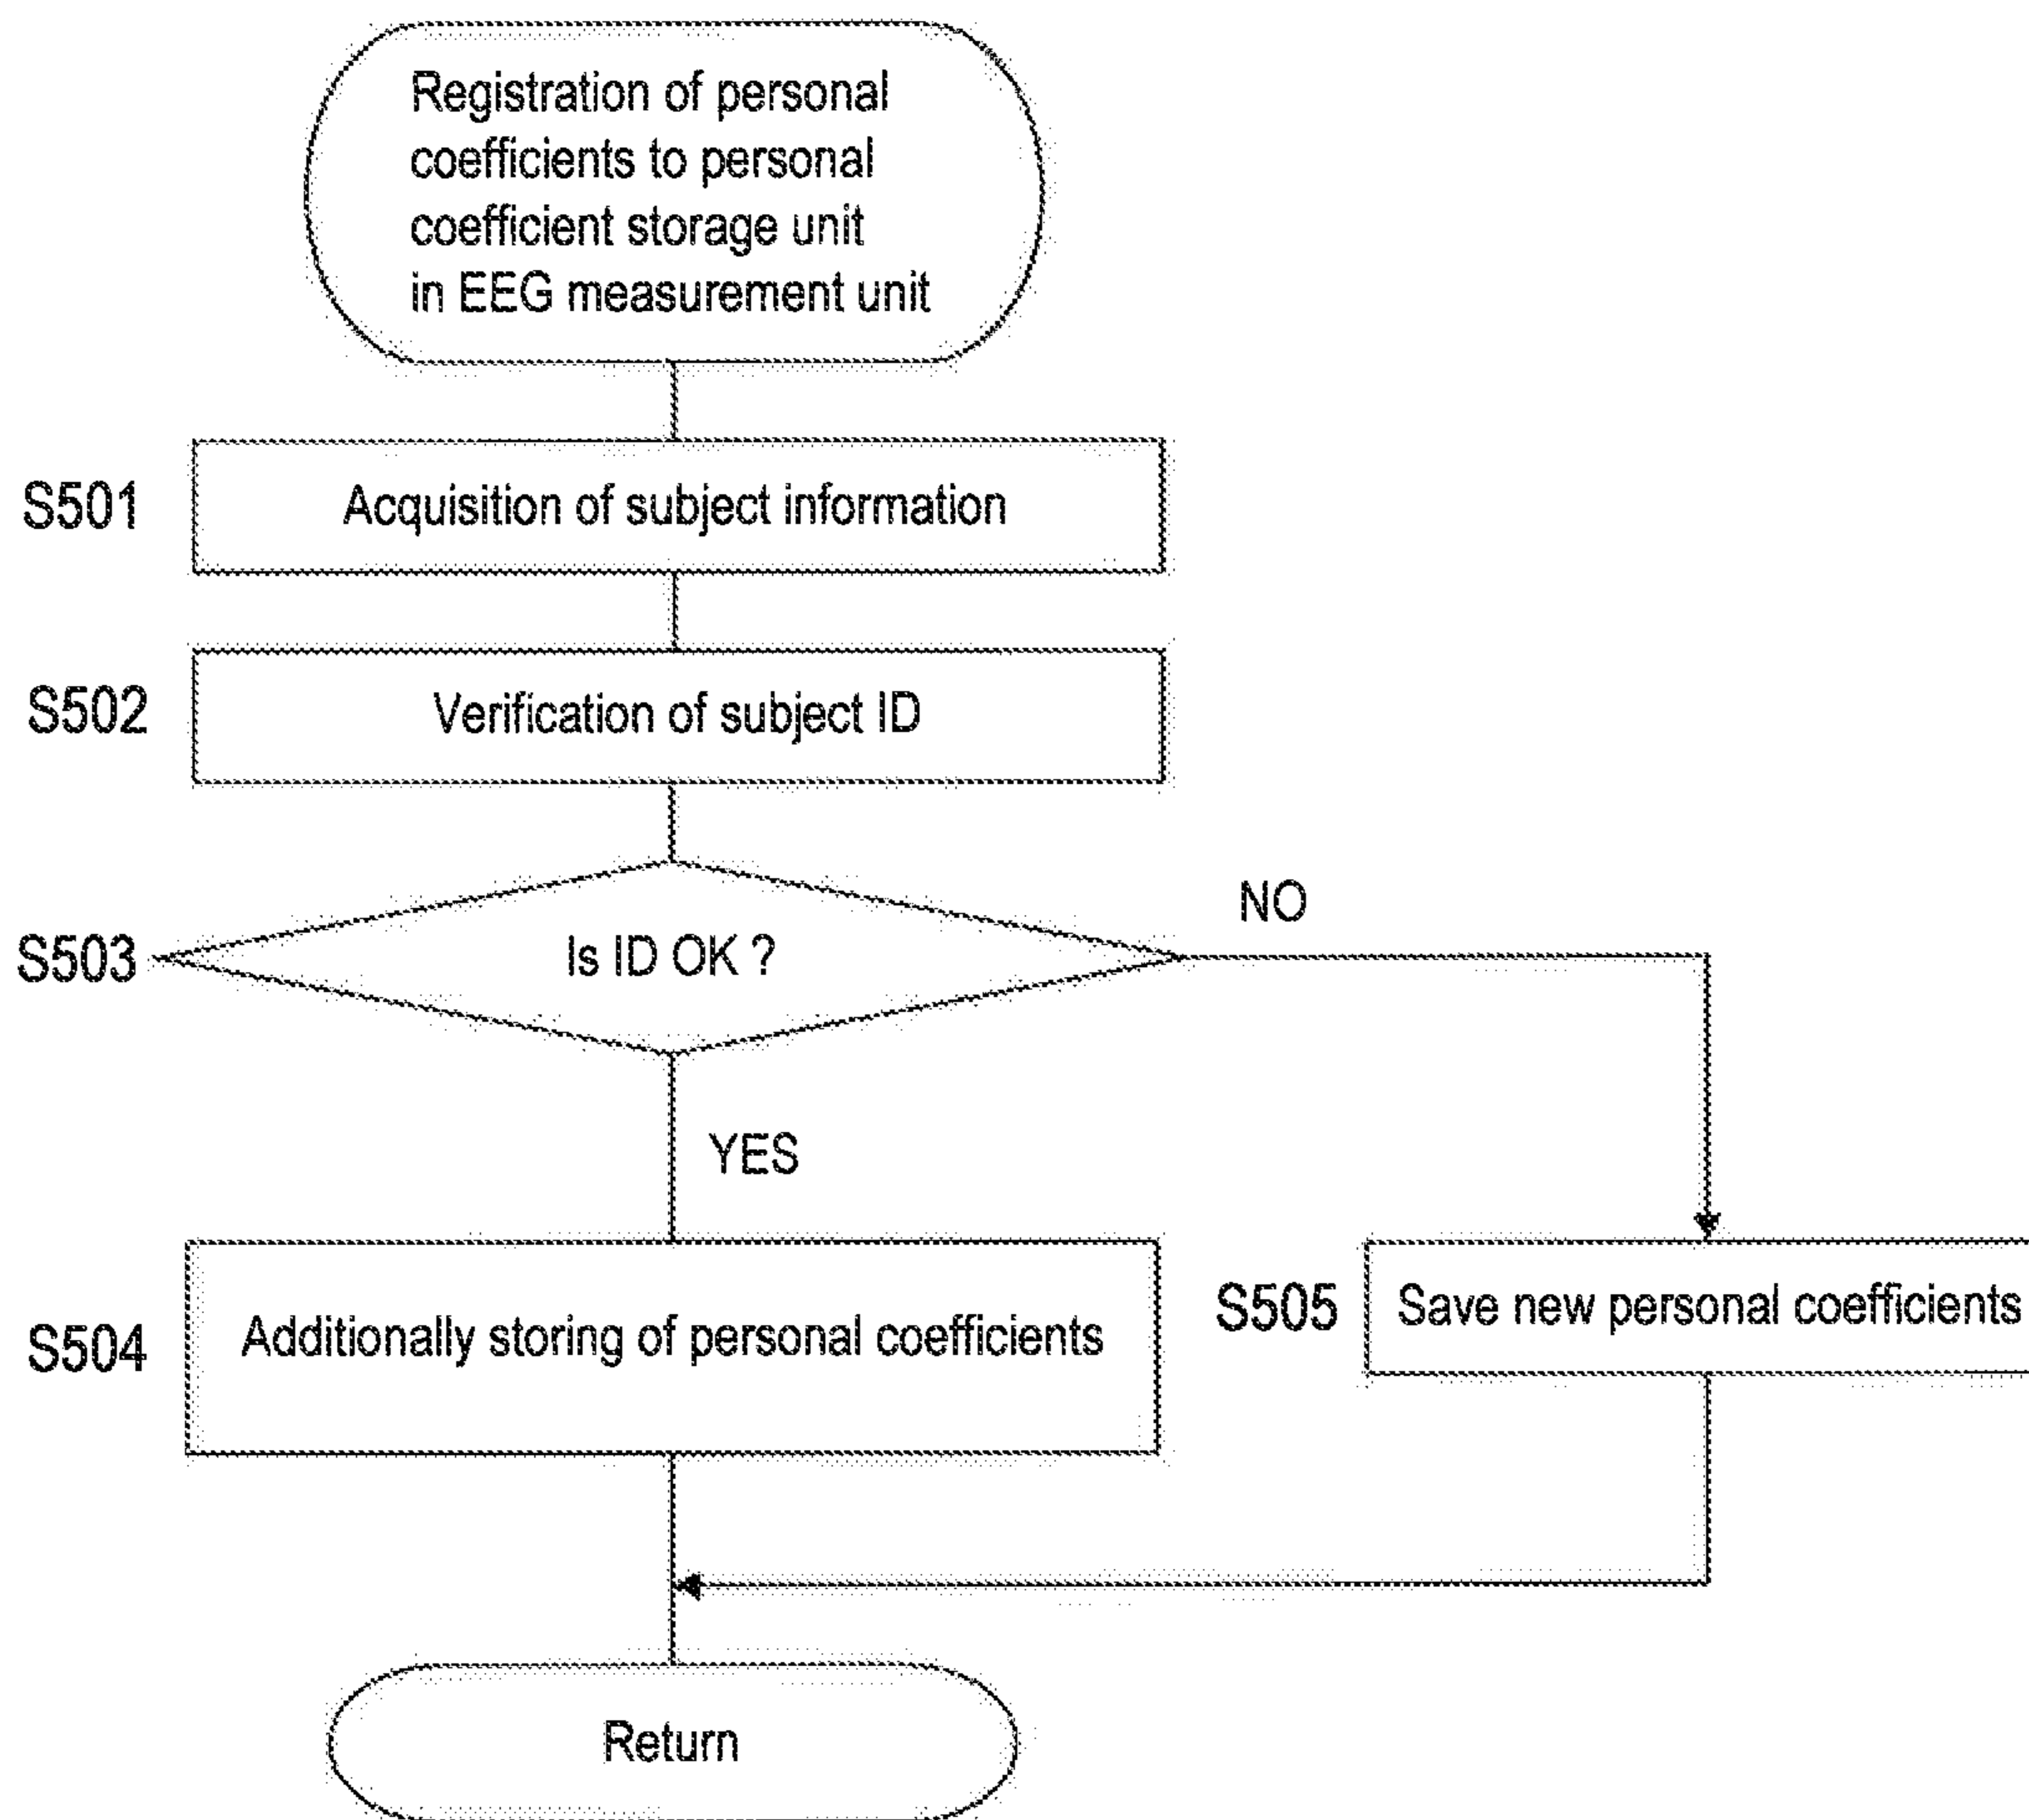 Registration of personal
coefficients to personal
coefficient storage unit
in EEG measurement unit
S501
Acquisition of subject information
S502
Verification of subject ID
S503
Is ID OK ?
NO
YES
S504
Additionally storing of personal coefficients
S505
Save new personal coefficients
Return